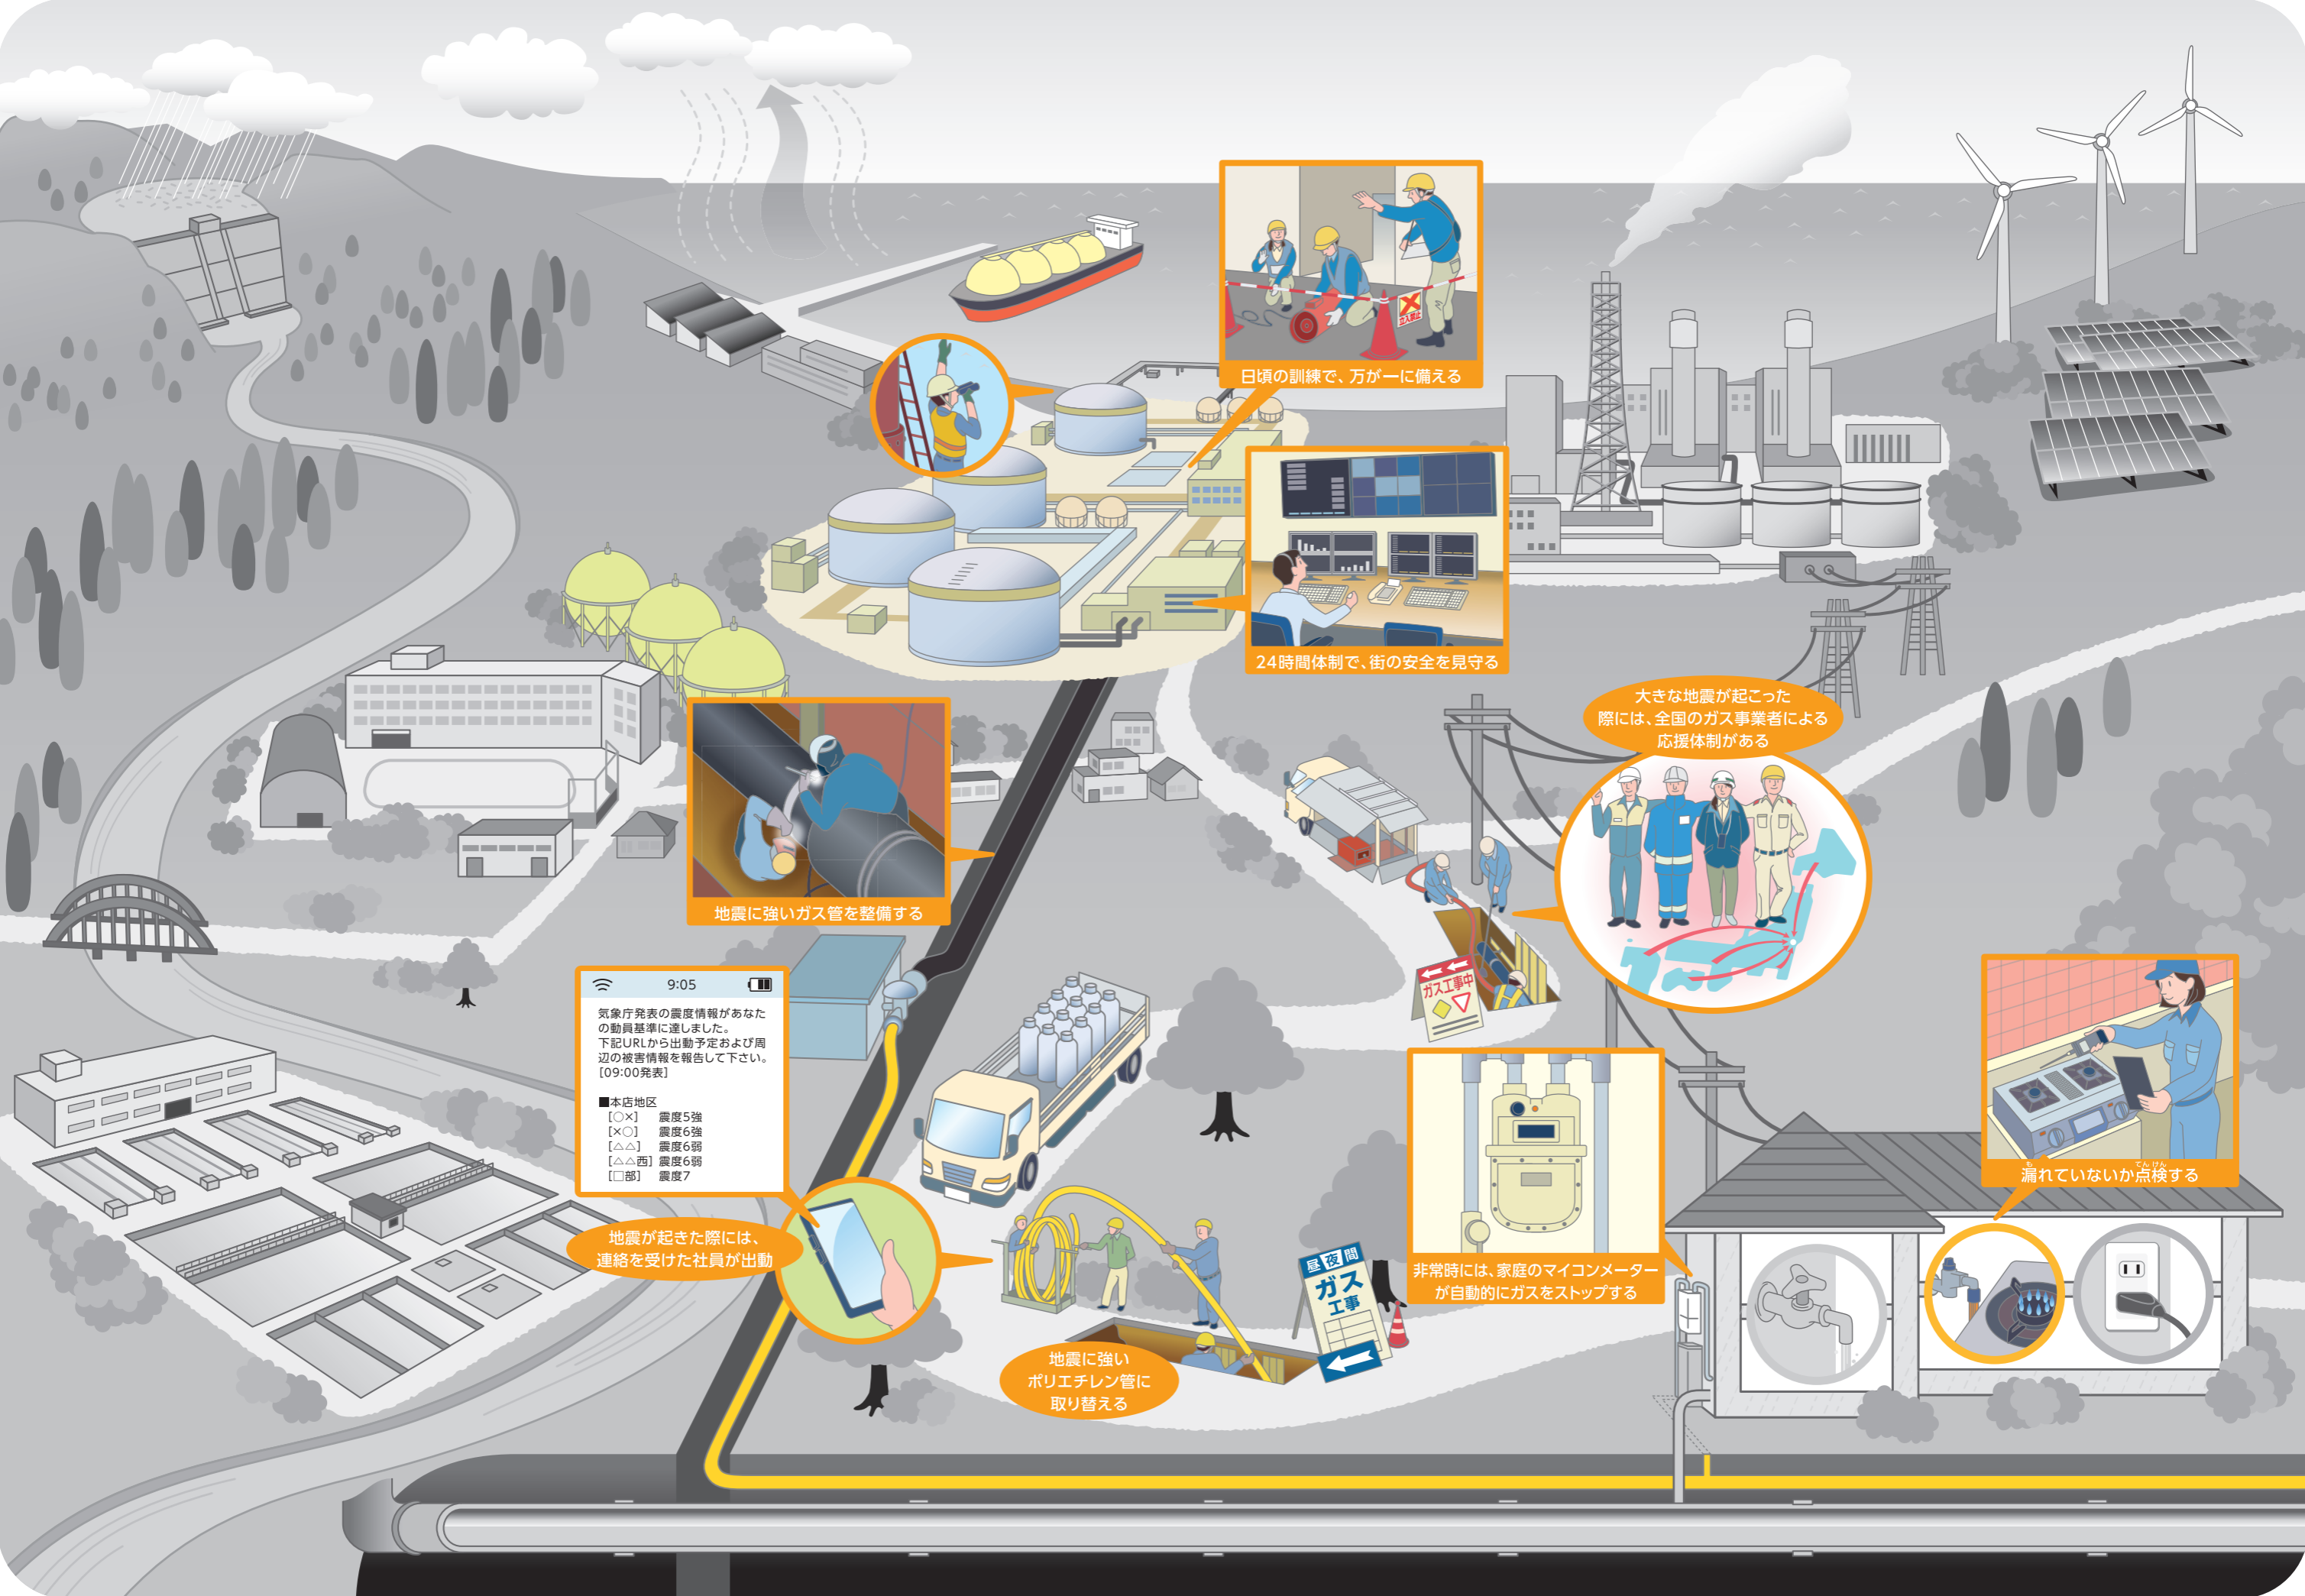 立入禁止
日頃の訓練で、万が一に備える
24時間体制で、街の安全を見守る
大きな地震が起こった
際には、全国のガス事業者による
応援体制がある
地震に強いガス管を整備する
ガス工事中
9:05
気象庁発表の震度情報があなた
の動員基準に達しました。
下記URLから出動予定および周
辺の被害情報を報告して下さい。
[09:00発表]
■本店地区
[○×] 震度5強
[×○] 震度6強
[△△] 震度6弱
[△△西] 震度6弱
[□部] 震度7
地震が起きた際には、
連絡を受けた社員が出動
漏れていないか点検する
も
てんけん
非常時には、家庭のマイコンメーター
が自動的にガスをストップする
昼夜間
ガス
工事
地震に強い
ポリエチレン管に
取り替える